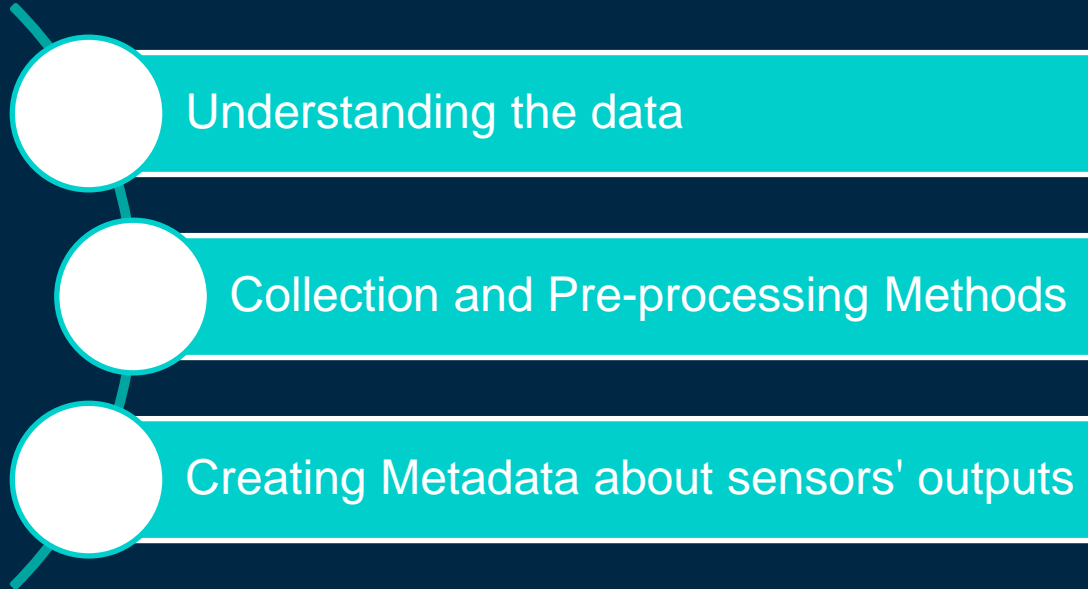 Understanding the data
Collection and Pre-processing Methods
Creating Metadata about sensors' outputs